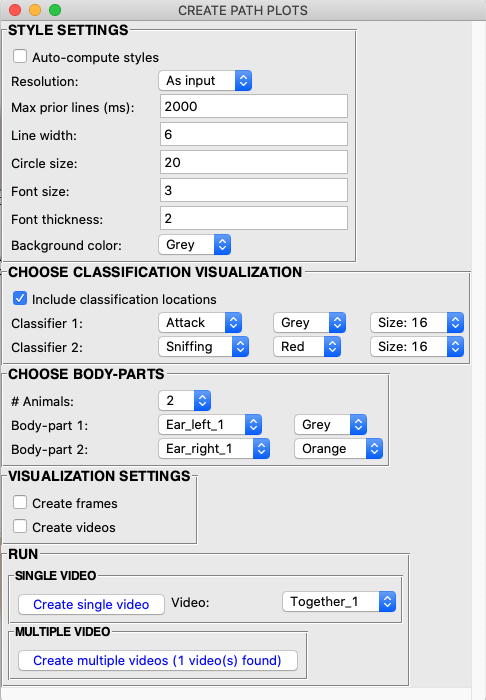 CREATE PATH PLOTS
STYLE SETTINGS
Auto-compute styles
Resolution: As input
Max prior lines (ms): 2000
Line width: 6
Circle size: 20
Font size: 3
Font thickness: 2
Background color: Grey
CHOOSE CLASSIFICATION VISUALIZATION
Include classification locations
Classifier 1: Attack Grey Size: 16
Classifier 2: Sniffing Red Size: 16
CHOOSE BODY-PARTS
# Animals: 2
Body-part 1: Ear_left_1 Grey
Body-part 2: Ear_right_1 Orange
VISUALIZATION SETTINGS
Create frames
Create videos
RUN
SINGLE VIDEO
Create single video Video: Together_1
MULTIPLE VIDEO
Create multiple videos (1 video(s) found)